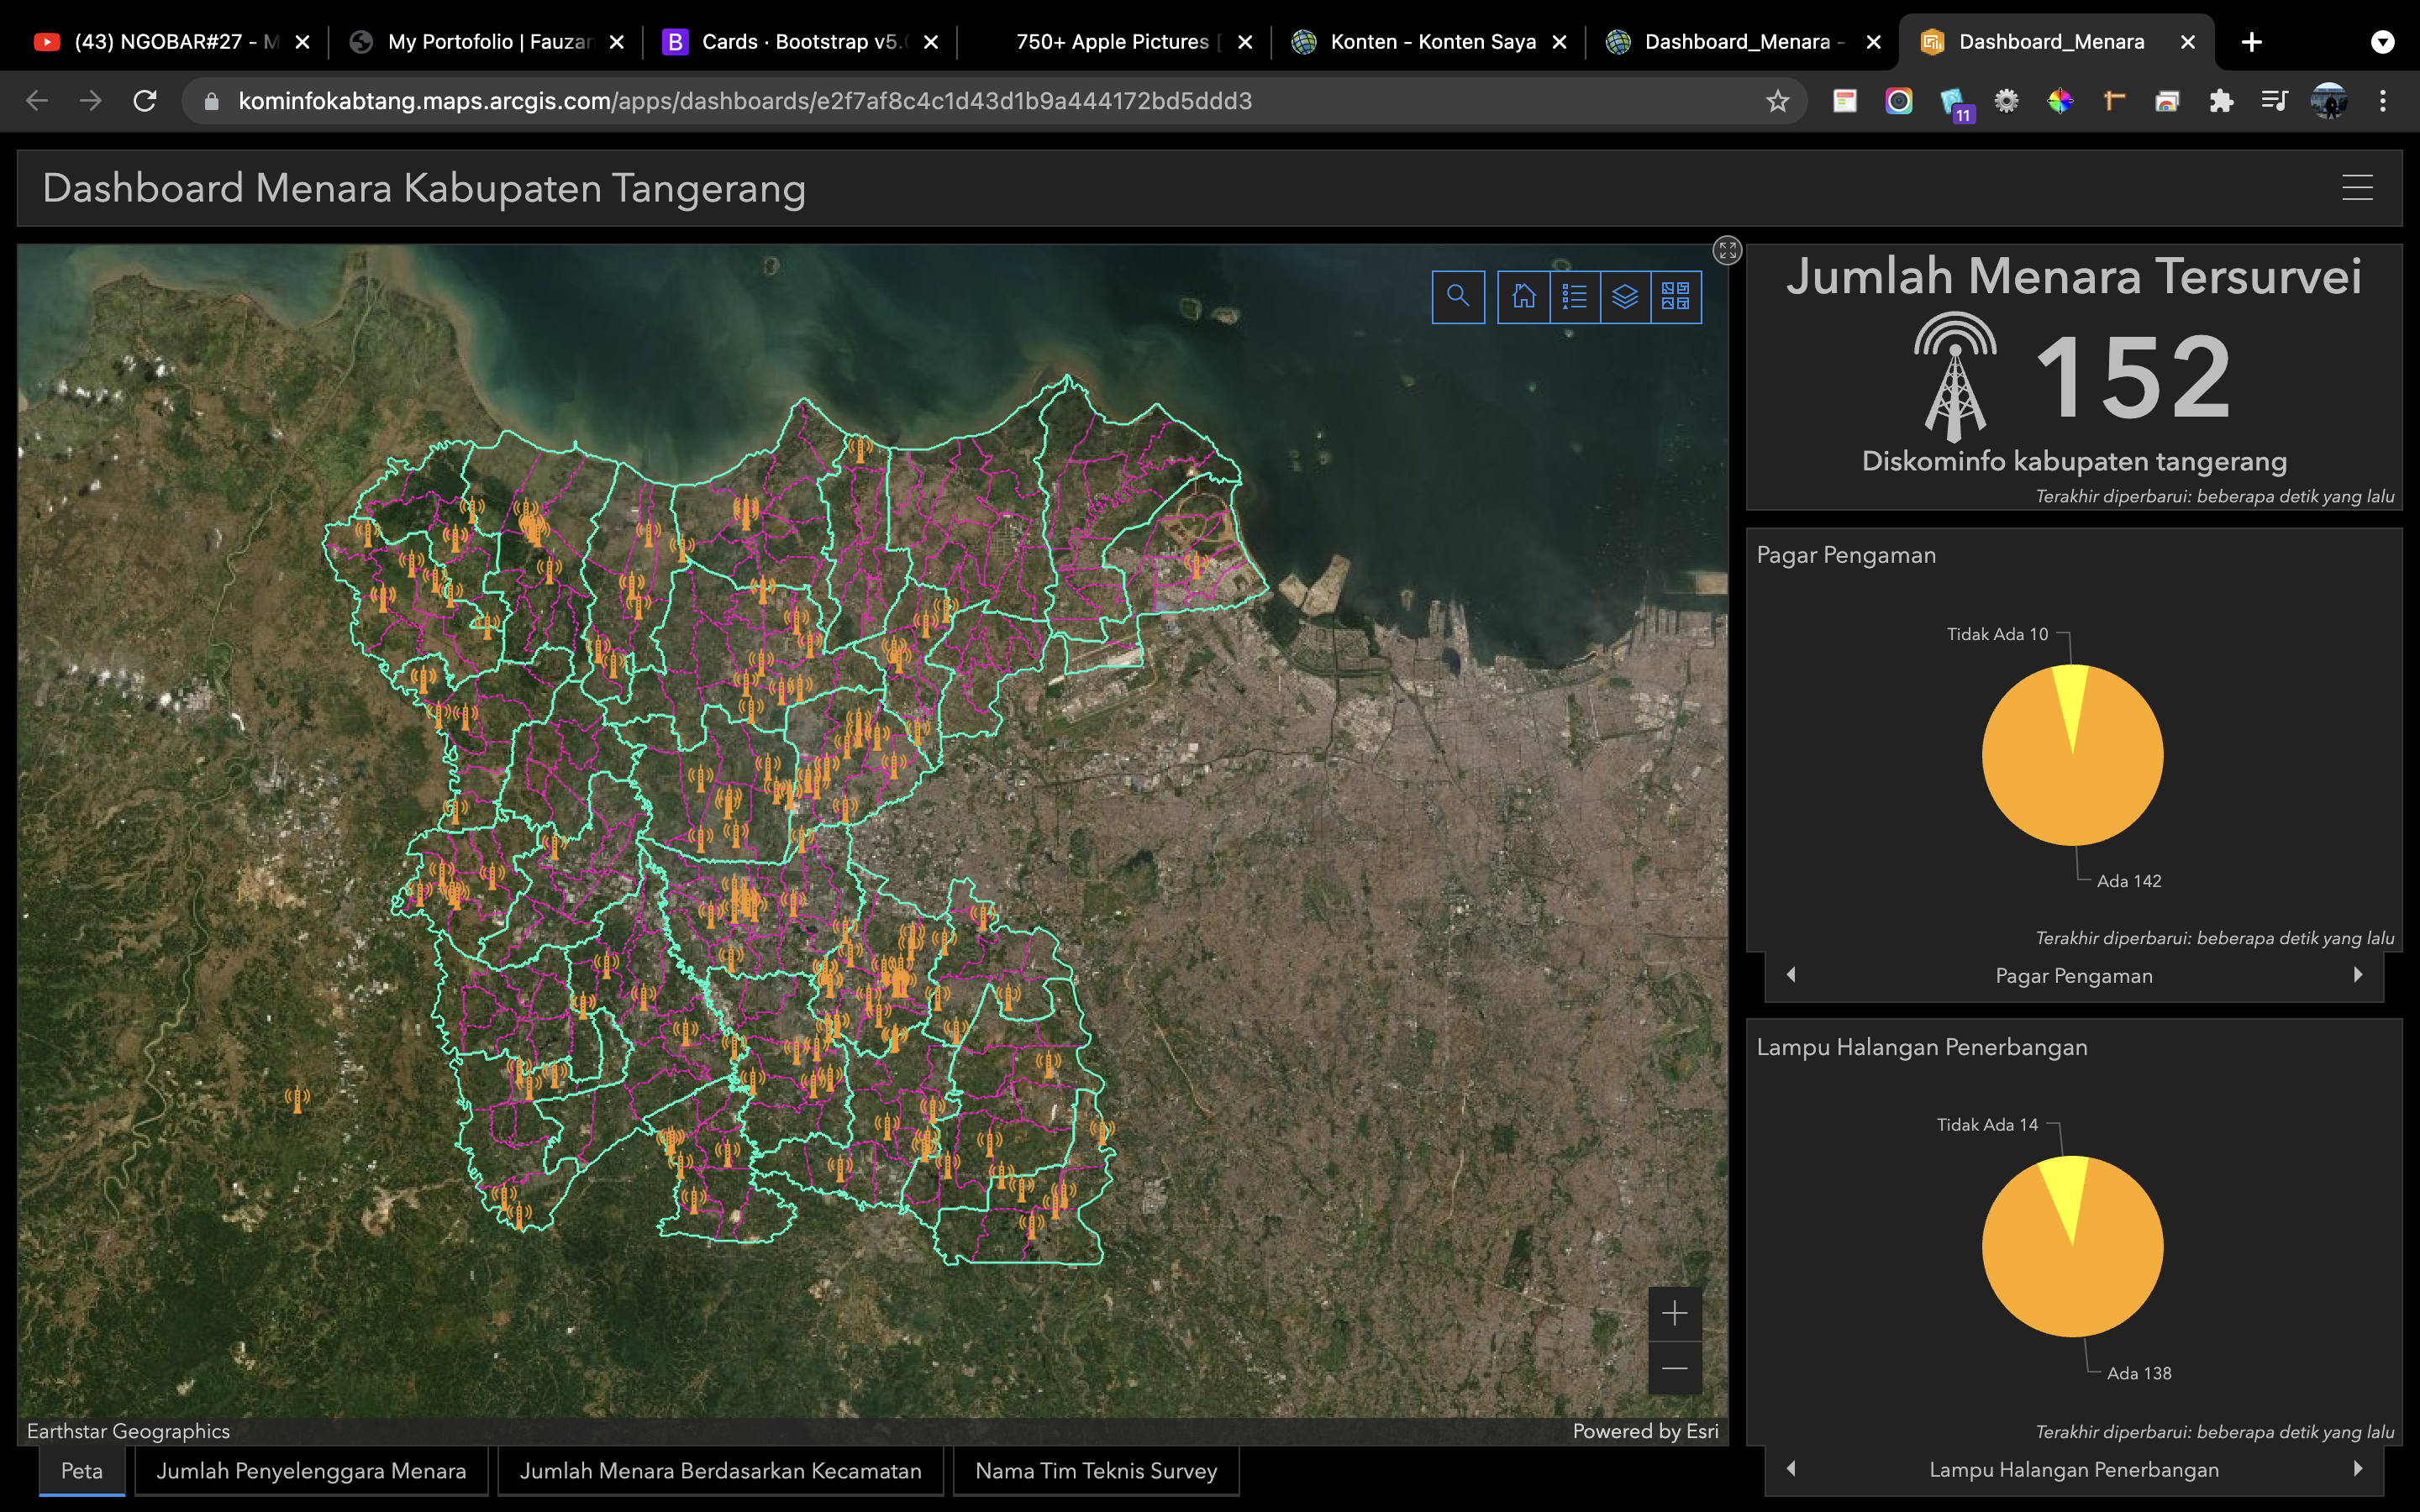 (43) NGOBAR#27 - M
My Portofolio | Fauzan
B
Cards · Bootstrap v5.0
750+ Apple Pictures [
Konten - Konten Saya
Dashboard_Menara -
Dashboard_Menara
kominfokabtang.maps.arcgis.com/apps/dashboards/e2f7af8c4c1d43d1b9a444172bd5ddd3
11
Dashboard Menara Kabupaten Tangerang
Jumlah Menara Tersurvei
152
Diskominfo kabupaten tangerang
Terakhir diperbarui: beberapa detik yang lalu
Pagar Pengaman
Tidak Ada 10
Ada 142
Terakhir diperbarui: beberapa detik yang lalu
Pagar Pengaman
Lampu Halangan Penerbangan
Tidak Ada 14
Ada 138
Terakhir diperbarui: beberapa detik yang lalu
Lampu Halangan Penerbangan
Earthstar Geographics
Powered by Esri
Peta
Jumlah Penyelenggara Menara
Jumlah Menara Berdasarkan Kecamatan
Nama Tim Teknis Survey